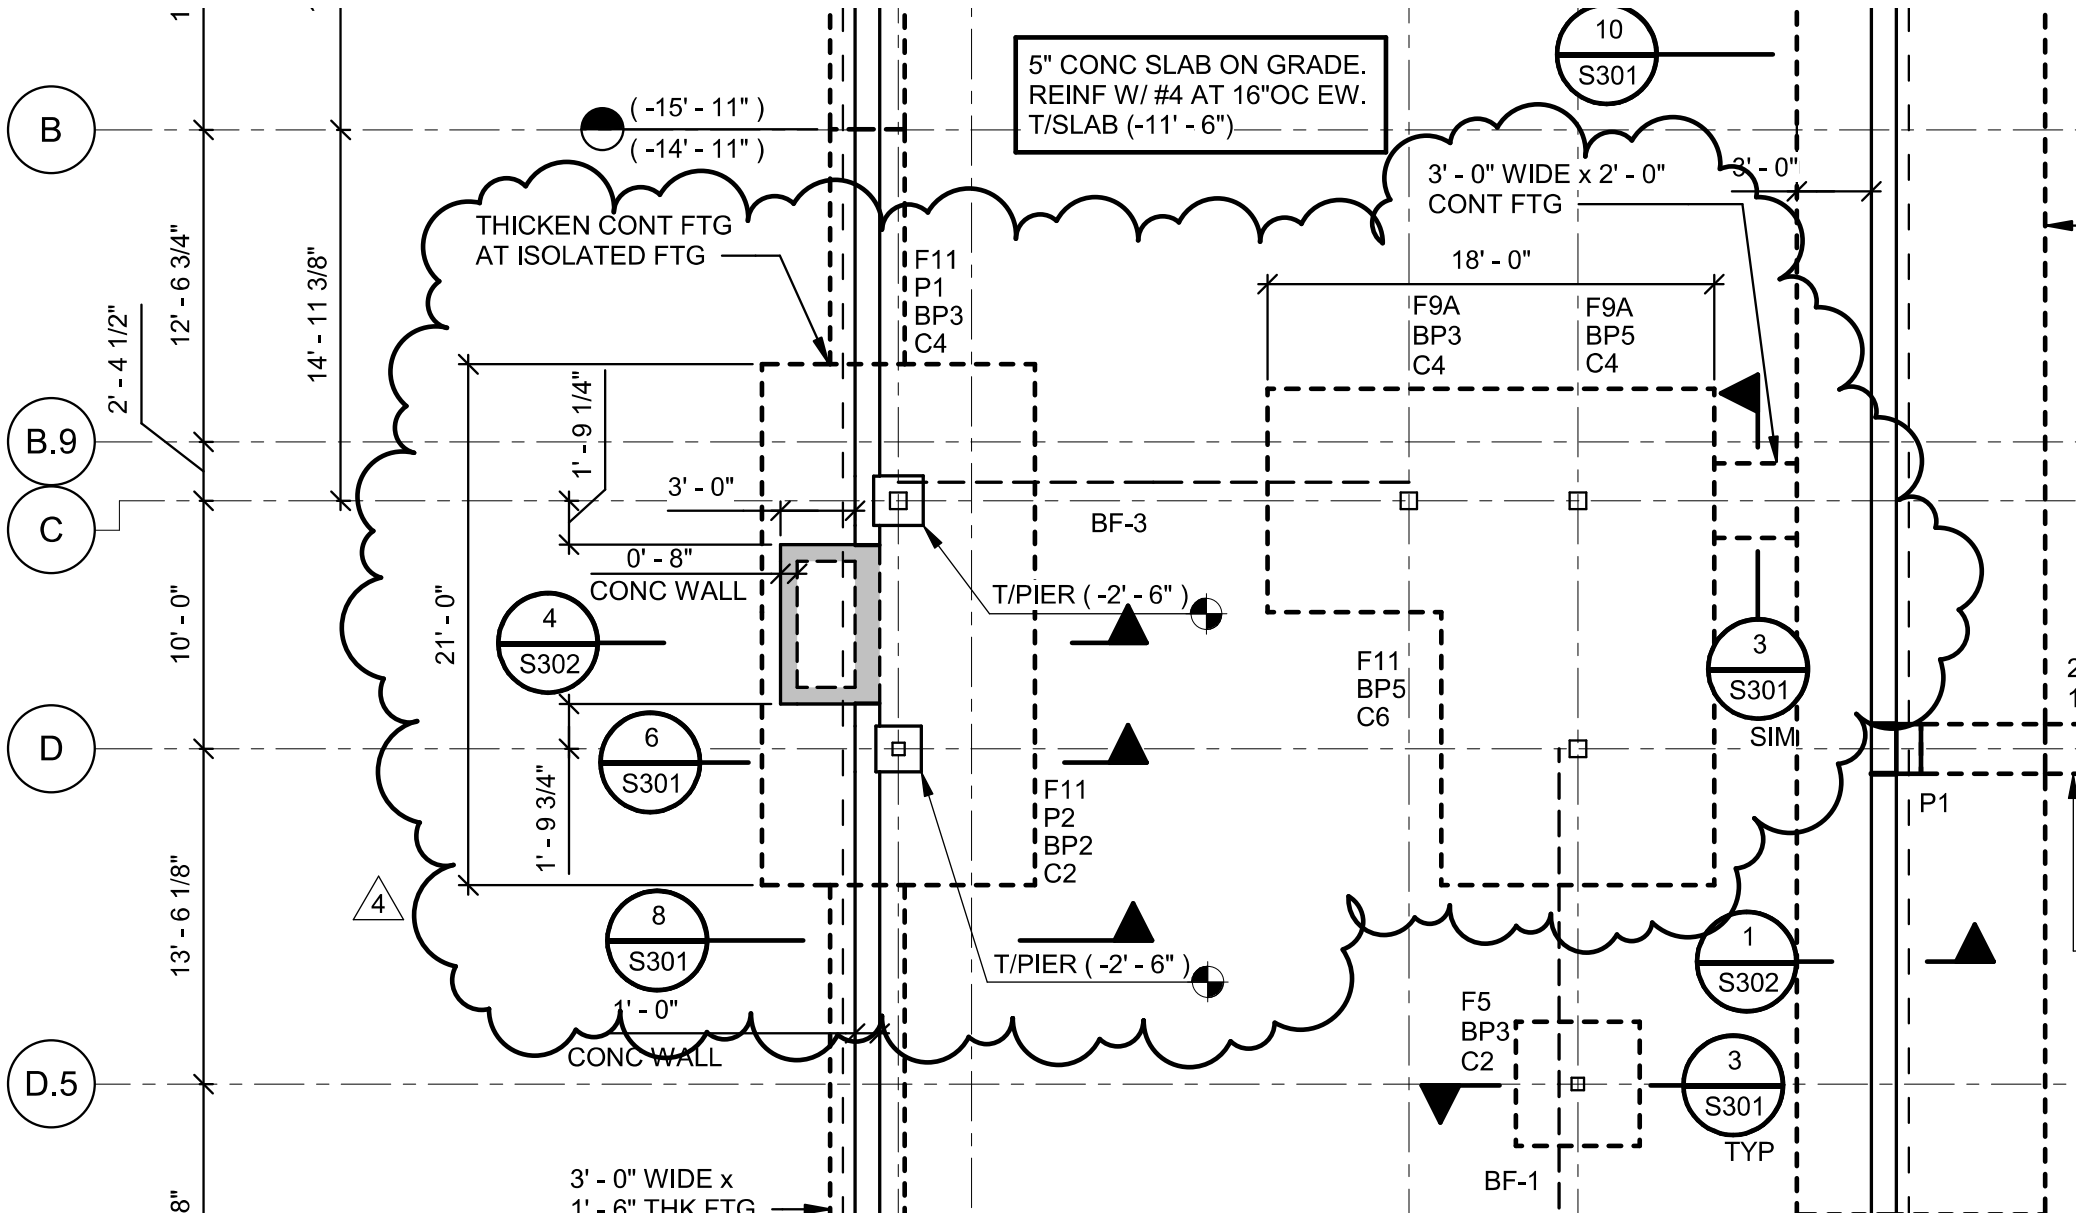 10
S301
5" CONC SLAB ON GRADE.
REINF W/ #4 AT 16"OC EW.
T/SLAB (-11' - 6")
B
( -15' - 11" )
( -14' - 11" )
3' - 0" WIDE x 2' - 0"
CONT FTG
3' - 0"
THICKEN CONT FTG
AT ISOLATED FTG
12' - 6 3/4"
14' - 11 3/8"
2' - 4 1/2"
F11
P1
BP3
C4
18' - 0"
F9A
BP3
C4
F9A
BP5
C4
B.9
1' - 9 1/4"
3' - 0"
C
BF-3
0' - 8"
CONC WALL
T/PIER ( -2' - 6" )
10' - 0"
21' - 0"
4
S302
3
S301
SIM
F11
BP5
C6
D
6
S301
1' - 9 3/4"
F11
P2
BP2
C2
P1
4
13' - 6 1/8"
8
S301
T/PIER ( -2' - 6" )
1
S302
1' - 0"
CONC WALL
F5
BP3
C2
D.5
3
S301
TYP
BF-1
3' - 0" WIDE x
1' - 6" THK FTG